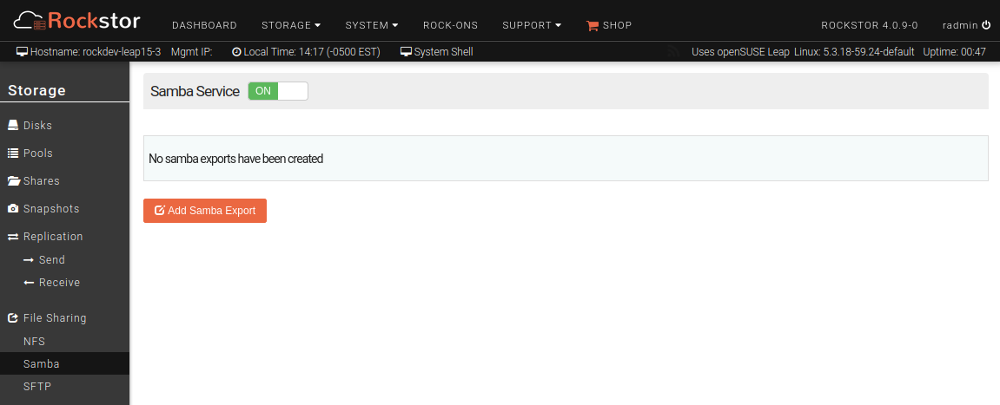 Rockstor DASHBOARD STORAGE SYSTEM ROCK-ONS SUPPORT SHOP ROCKSTOR 4.0.9-0 radmin
Hostname: rockdev-leap15-3 Mgmt IP: Local Time: 14:17 (-0500 EST) System Shell Uses openSUSE Leap Linux: 5.3.18-59.24-default Uptime: 00:47
Storage
Disks
Pools
Shares
Snapshots
Replication
Send
Receive
File Sharing
NFS
Samba
SFTP
Samba Service ON
No samba exports have been created
Add Samba Export